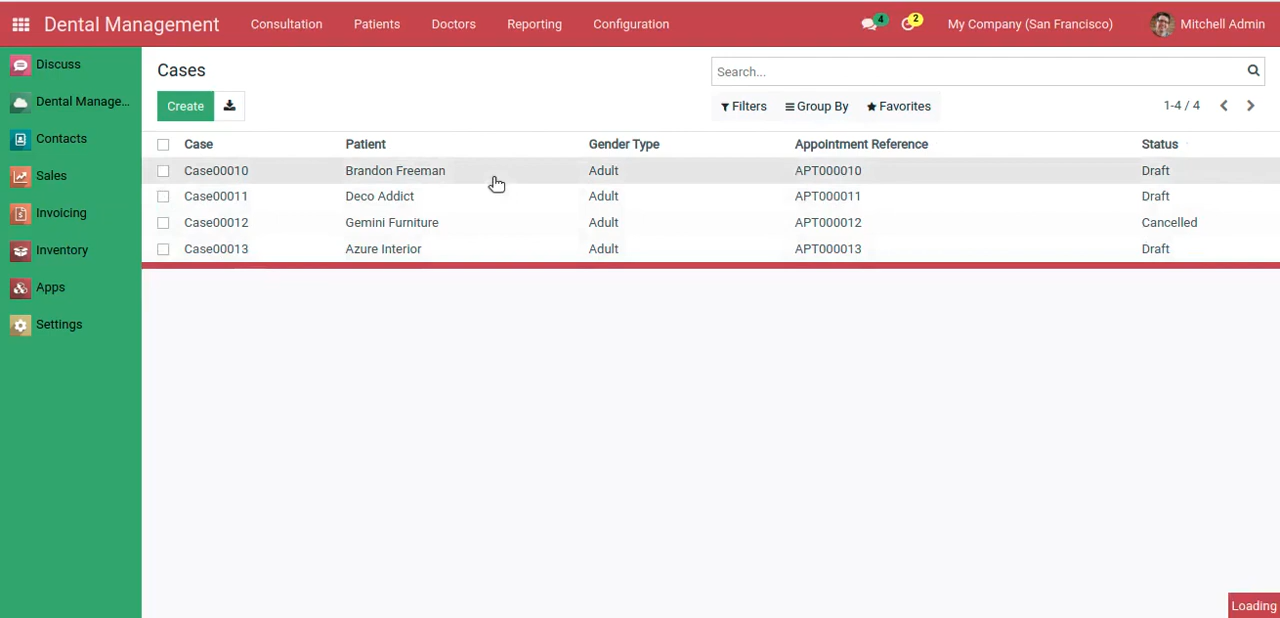 Dental Management Consultation Patients Doctors Reporting Configuration 4 2 My Company (San Francisco) Mitchell Admin
Discuss
Dental Manage...
Contacts
Sales
Invoicing
Inventory
Apps
Settings
Cases
Search...
Create
Filters Group By Favorites 1-4 / 4
Case Patient Gender Type Appointment Reference Status
Case00010 Brandon Freeman Adult APT000010 Draft
Case00011 Deco Addict Adult APT000011 Draft
Case00012 Gemini Furniture Adult APT000012 Cancelled
Case00013 Azure Interior Adult APT000013 Draft
Loading